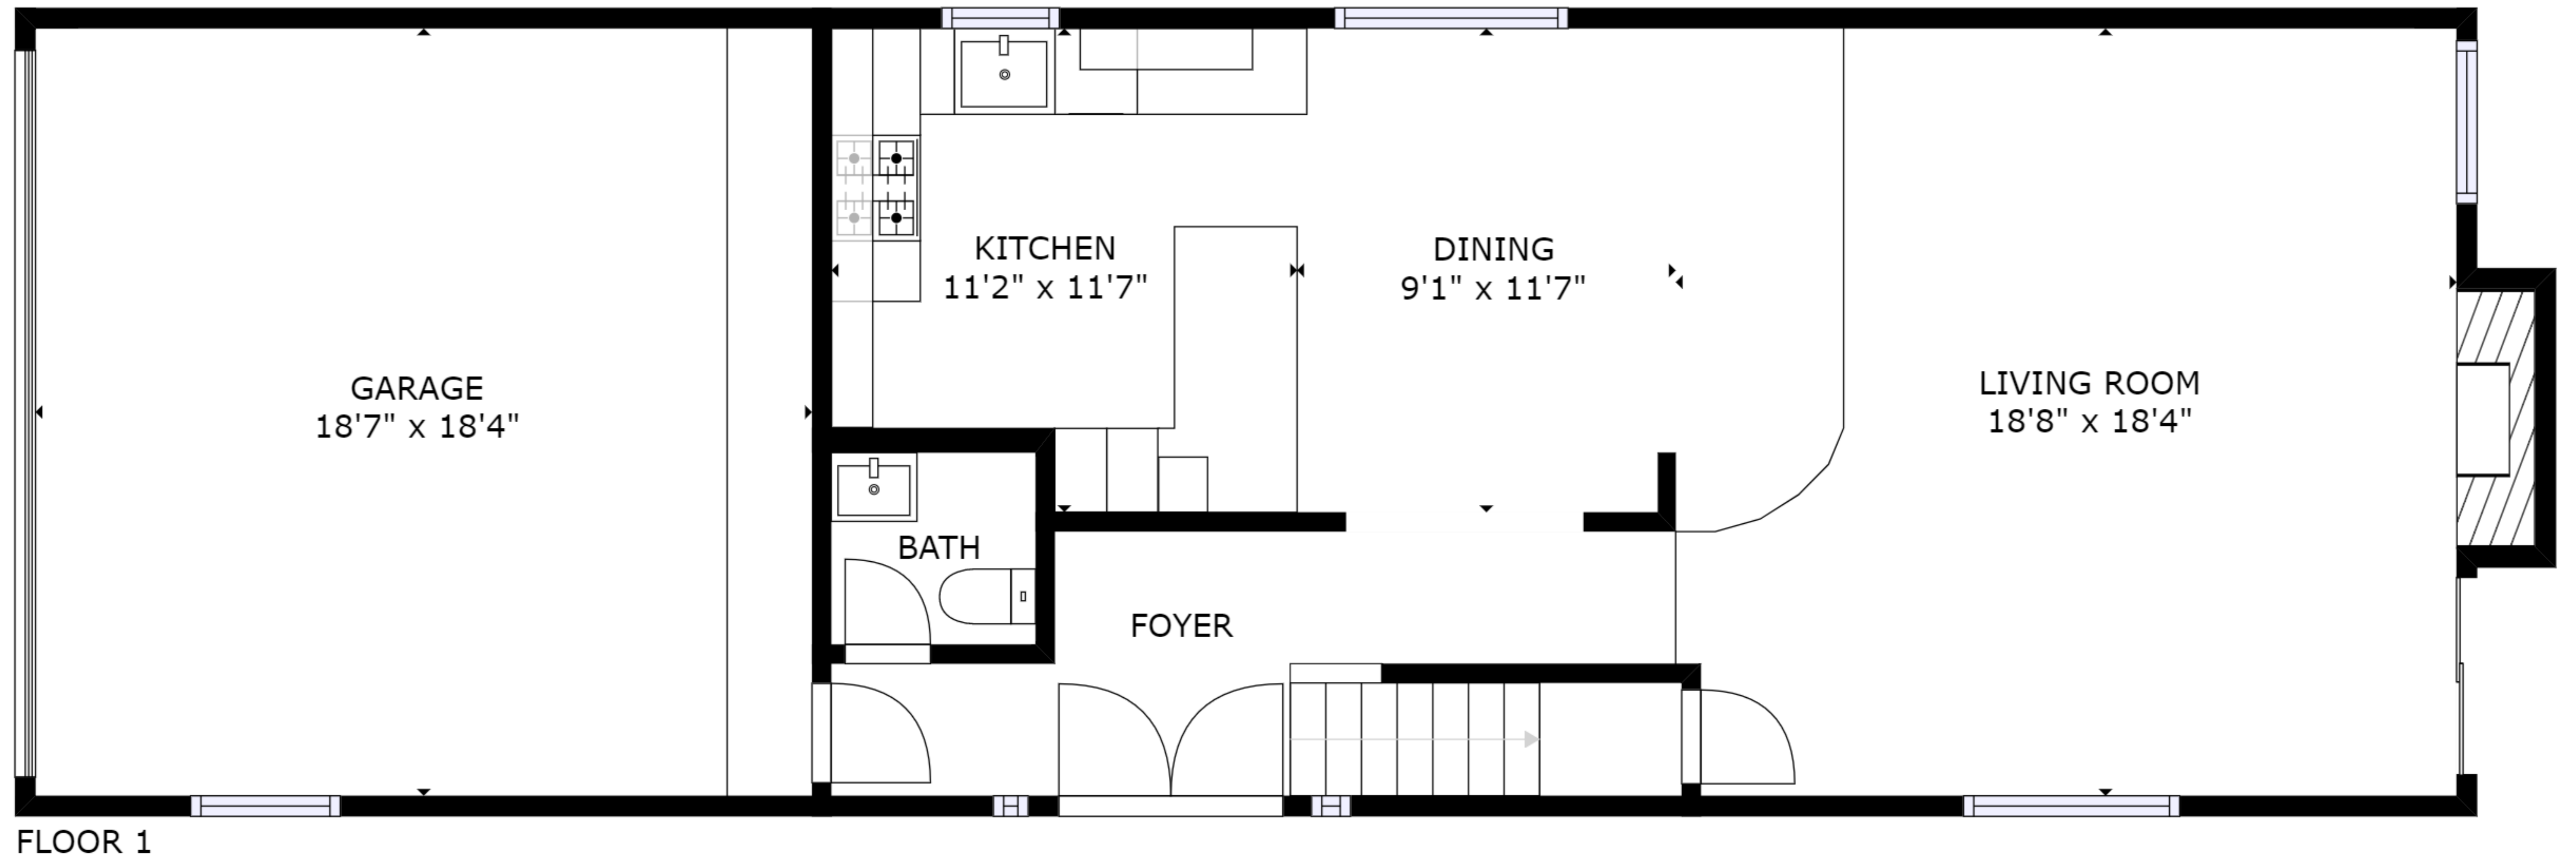 KITCHEN
11'2" x 11'7"
DINING
9'1" x 11'7"
GARAGE
18'7" x 18'4"
LIVING ROOM
18'8" x 18'4"
BATH
FOYER
FLOOR 1